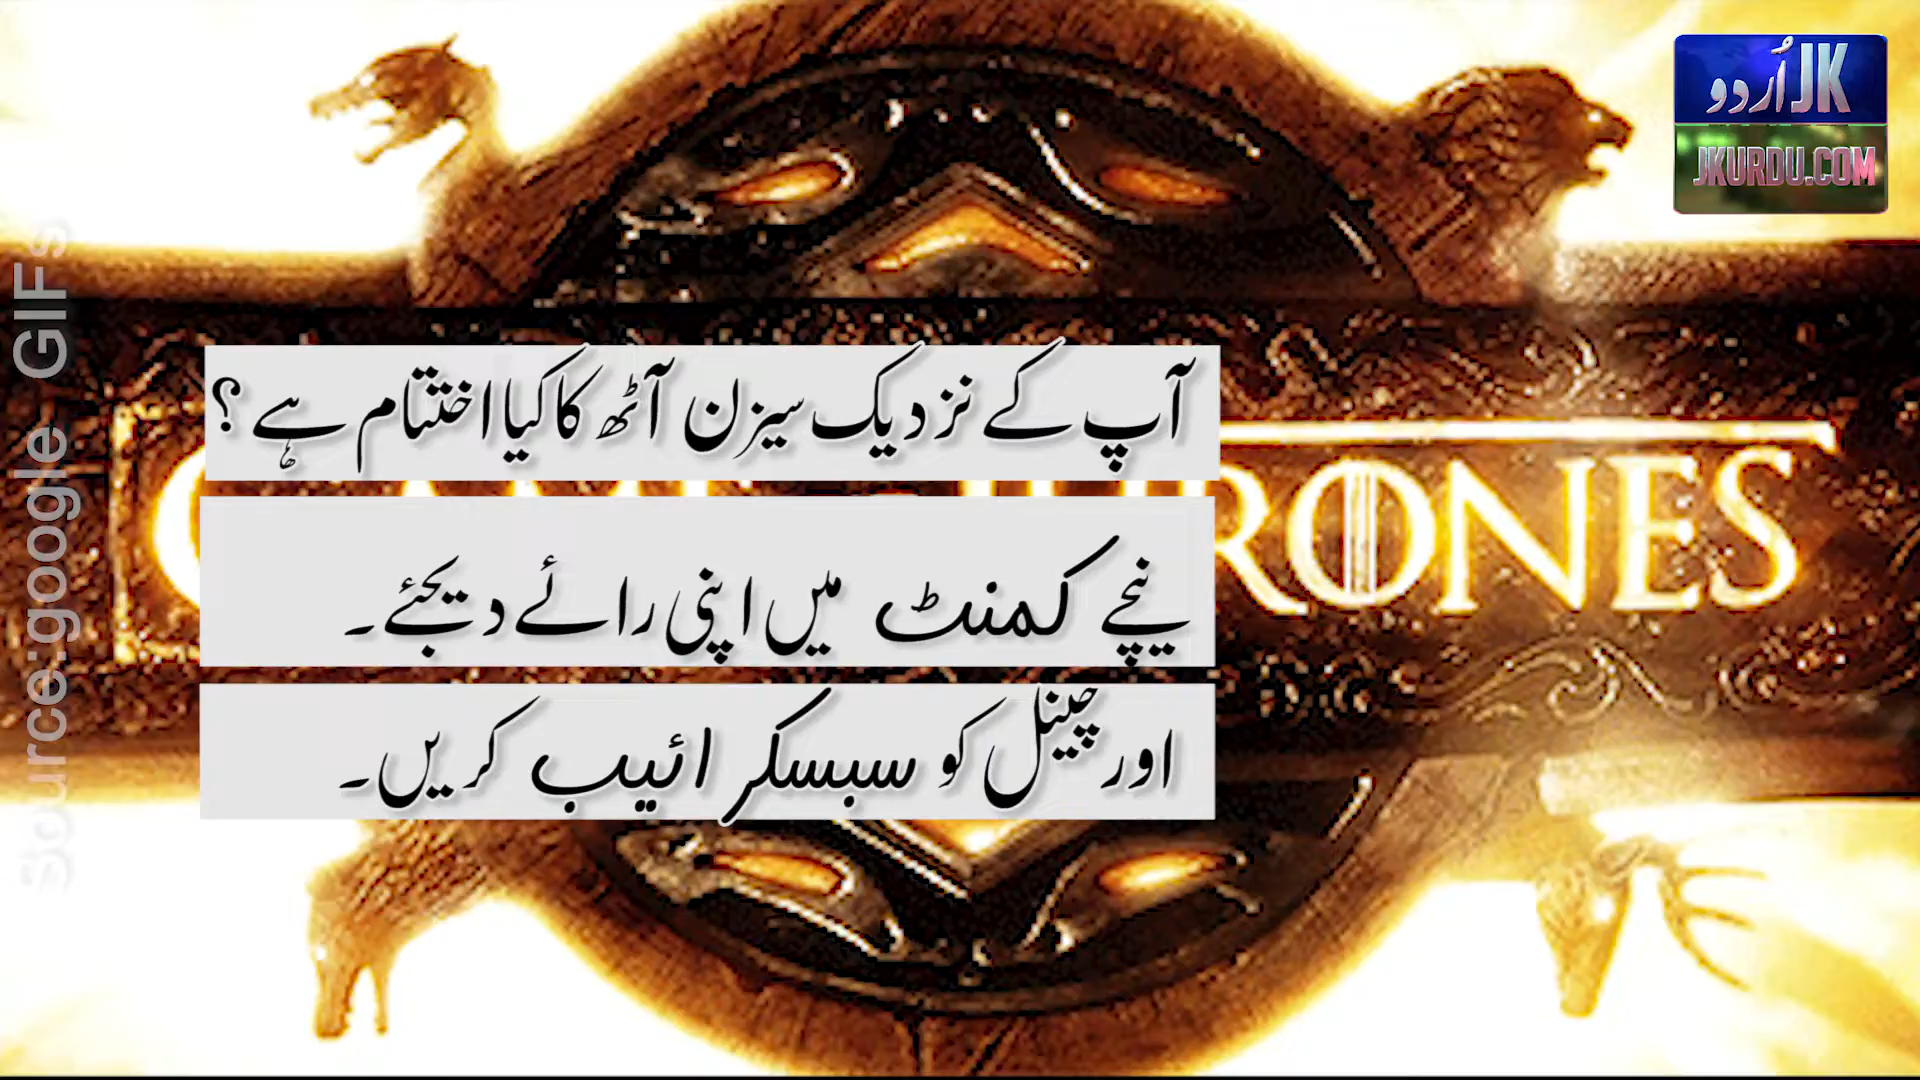 JK اُردو
JKURDU.COM
آپ کے نزدیک سیزن آٹھ کا کیا اختتام ہے؟
نیچے کمنٹ میں اپنی رائے دیجئے۔
اور چینل کو سبسکرائیب کریں۔
RONES
Source:google GIFs